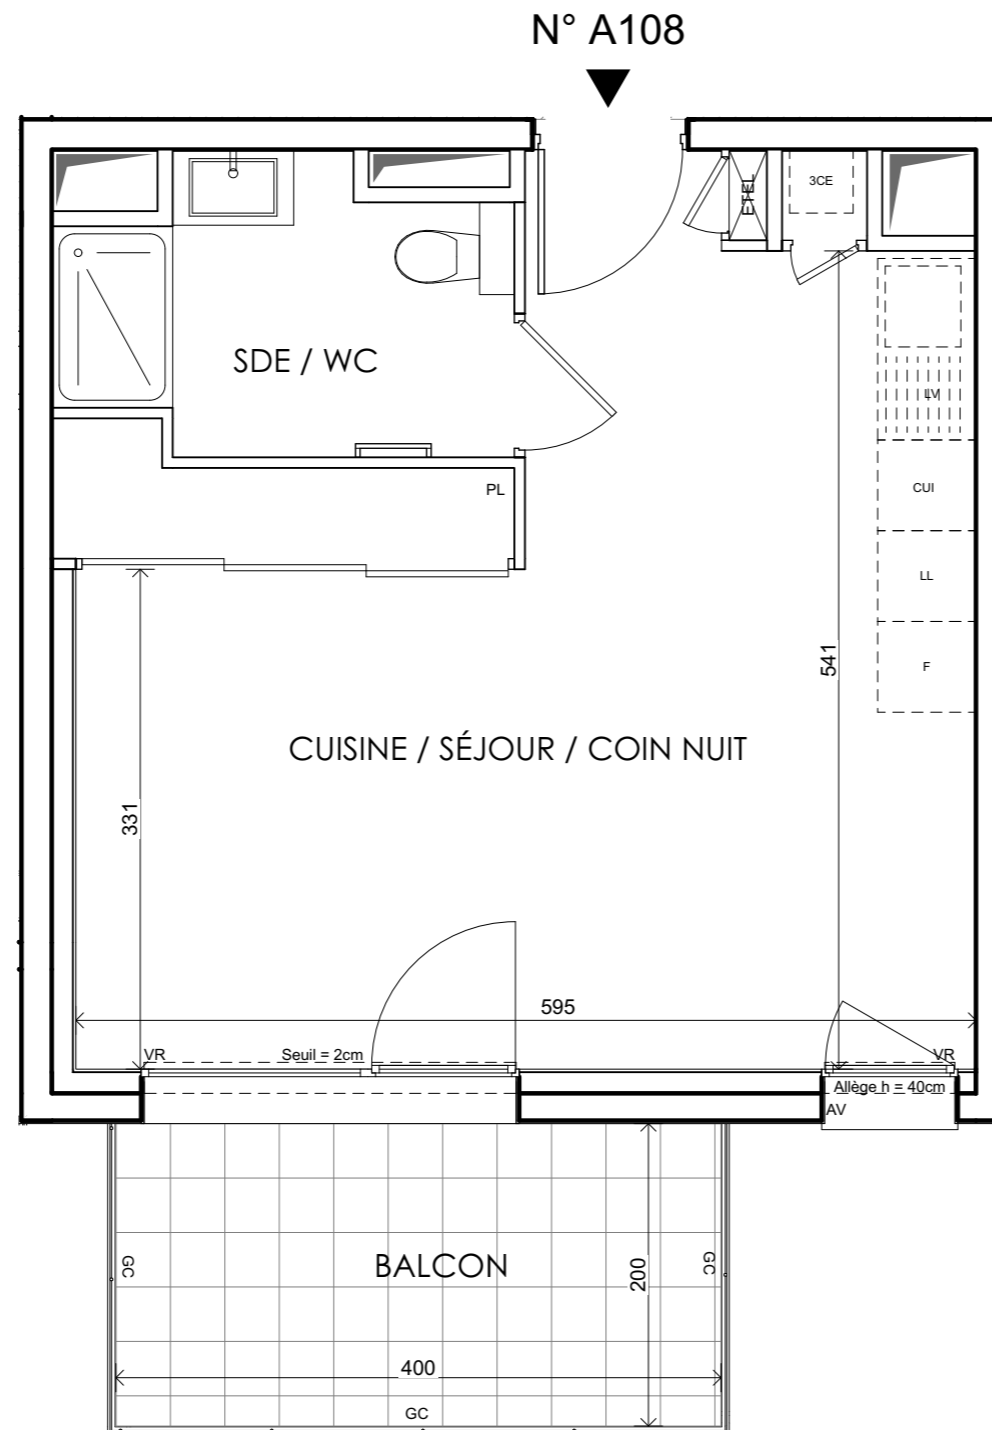 N° A108
ETEL
3CE
SDE / WC
LV
CUI
PL
LL
541
F
CUISINE / SÉJOUR / COIN NUIT
331
595
VR
Seuil = 2cm
VR
Allège h = 40cm
AV
GC
BALCON
200
GC
400
GC